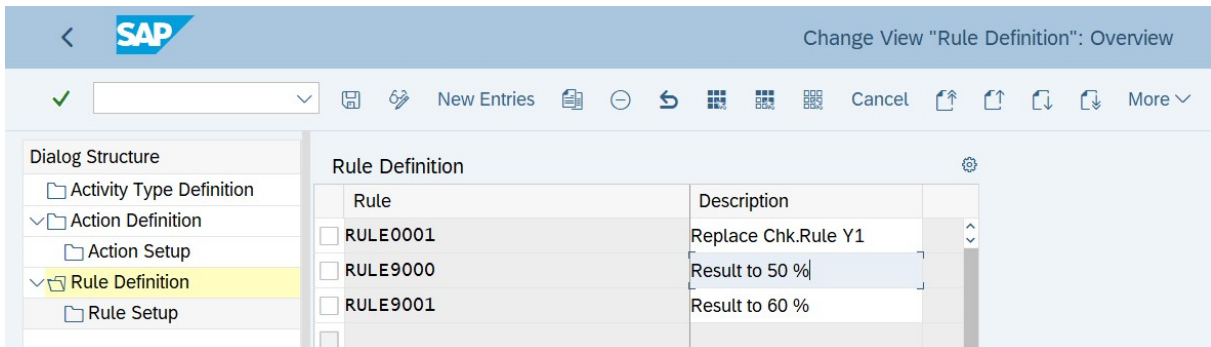 SAP
Change View "Rule Definition": Overview
New Entries Cancel More
Dialog Structure
Activity Type Definition
Action Definition
Action Setup
Rule Definition
Rule Setup
Rule Definition
Rule Description
RULE0001 Replace Chk.Rule Y1
RULE9000 Result to 50 %
RULE9001 Result to 60 %